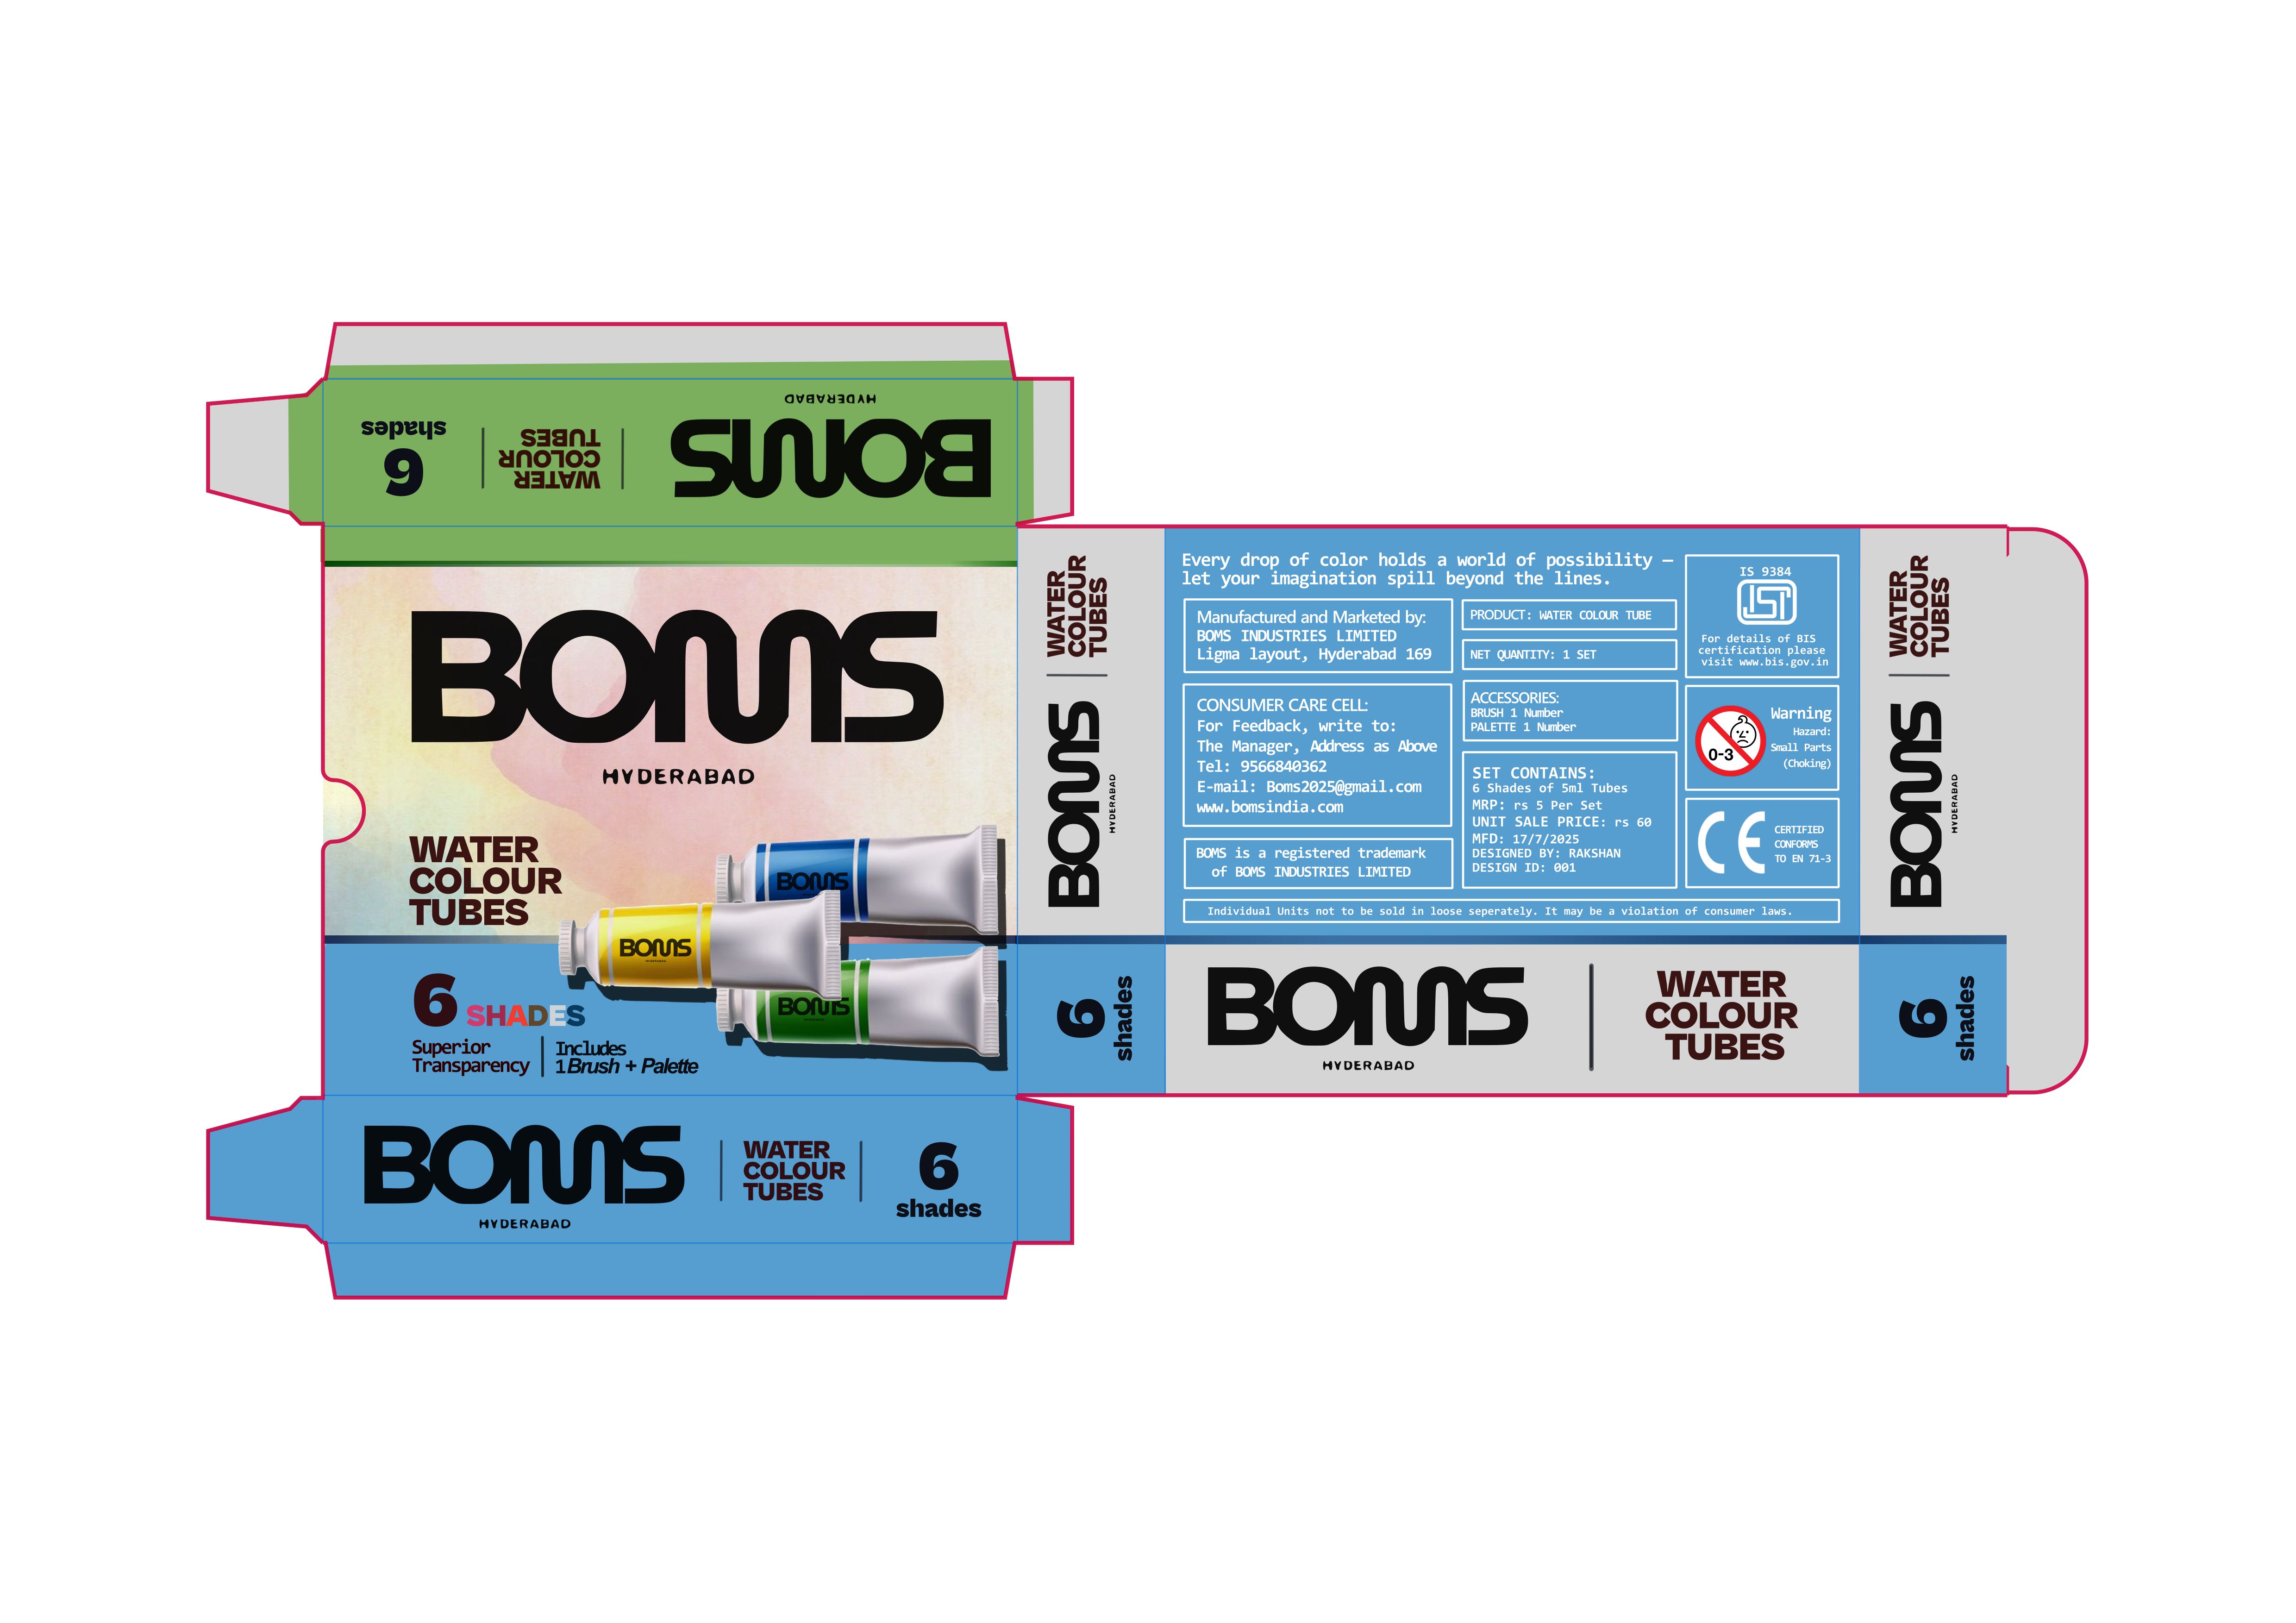 HYDERABAD
BOMS
WATER
COLOUR
TUBES
6
shades
BOMS
HYDERABAD
WATER
COLOUR
TUBES
BOMS
BOMS
HYDERABAD
BOMS
6 SHADES
Superior
Transparency
Includes
1 Brush + Palette
BOMS
HYDERABAD
WATER
COLOUR
TUBES
6
shades
WATER
COLOUR
TUBES
BOMS
HYDERABAD
6
shades
Every drop of color holds a world of possibility –
let your imagination spill beyond the lines.
Manufactured and Marketed by:
BOMS INDUSTRIES LIMITED
Ligma layout, Hyderabad 169
CONSUMER CARE CELL:
For Feedback, write to:
The Manager, Address as Above
Tel: 9566840362
E-mail: Boms2025@gmail.com
www.bomsindia.com
BOMS is a registered trademark
of BOMS INDUSTRIES LIMITED
PRODUCT: WATER COLOUR TUBE
NET QUANTITY: 1 SET
ACCESSORIES:
BRUSH 1 Number
PALETTE 1 Number
SET CONTAINS:
6 Shades of 5ml Tubes
MRP: rs 5 Per Set
UNIT SALE PRICE: rs 60
MFD: 17/7/2025
DESIGNED BY: RAKSHAN
DESIGN ID: 001
IS 9384
ISI
For details of BIS
certification please
visit www.bis.gov.in
0-3
Warning
Hazard:
Small Parts
(Choking)
CE
CERTIFIED
CONFORMS
TO EN 71-3
Individual Units not to be sold in loose seperately. It may be a violation of consumer laws.
BOMS
HYDERABAD
WATER
COLOUR
TUBES
WATER
COLOUR
TUBES
BOMS
HYDERABAD
6
shades